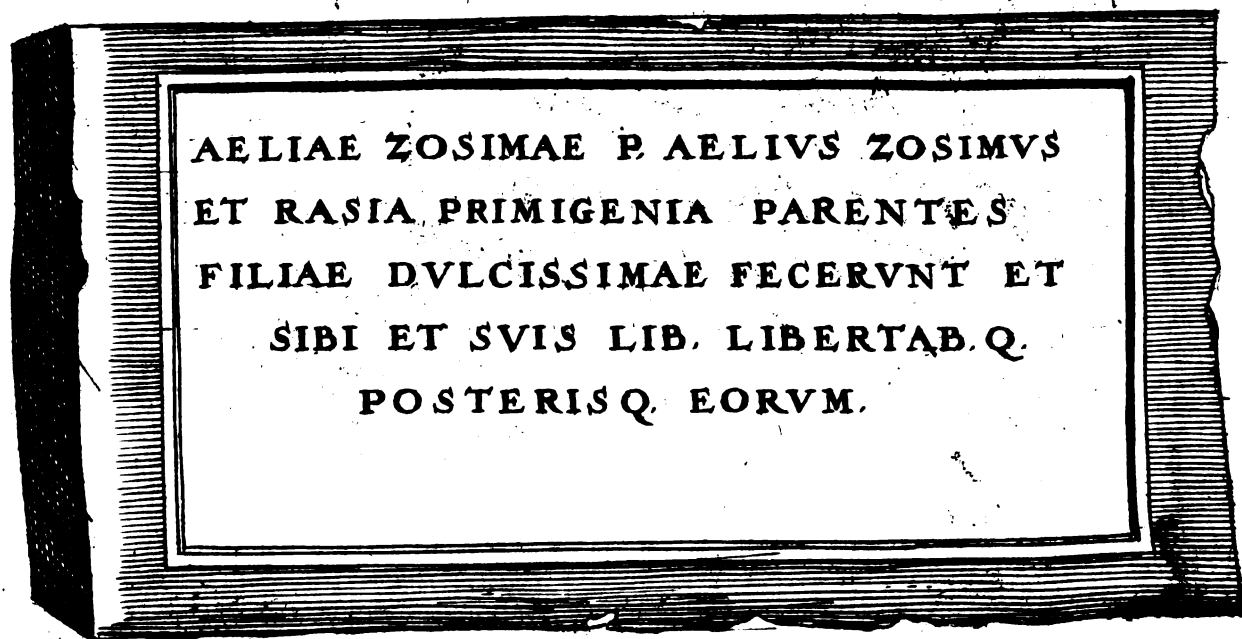 AELIAE ZOSIMAE P. AELIVS ZOSIMVS
ET RASIA PRIMIGENIA PARENTES
FILIAE DVLCISSIMAE FECERVNT ET
SIBI ET SVIS LIB. LIBERTAB. Q.
POSTERISQ. EORVM.